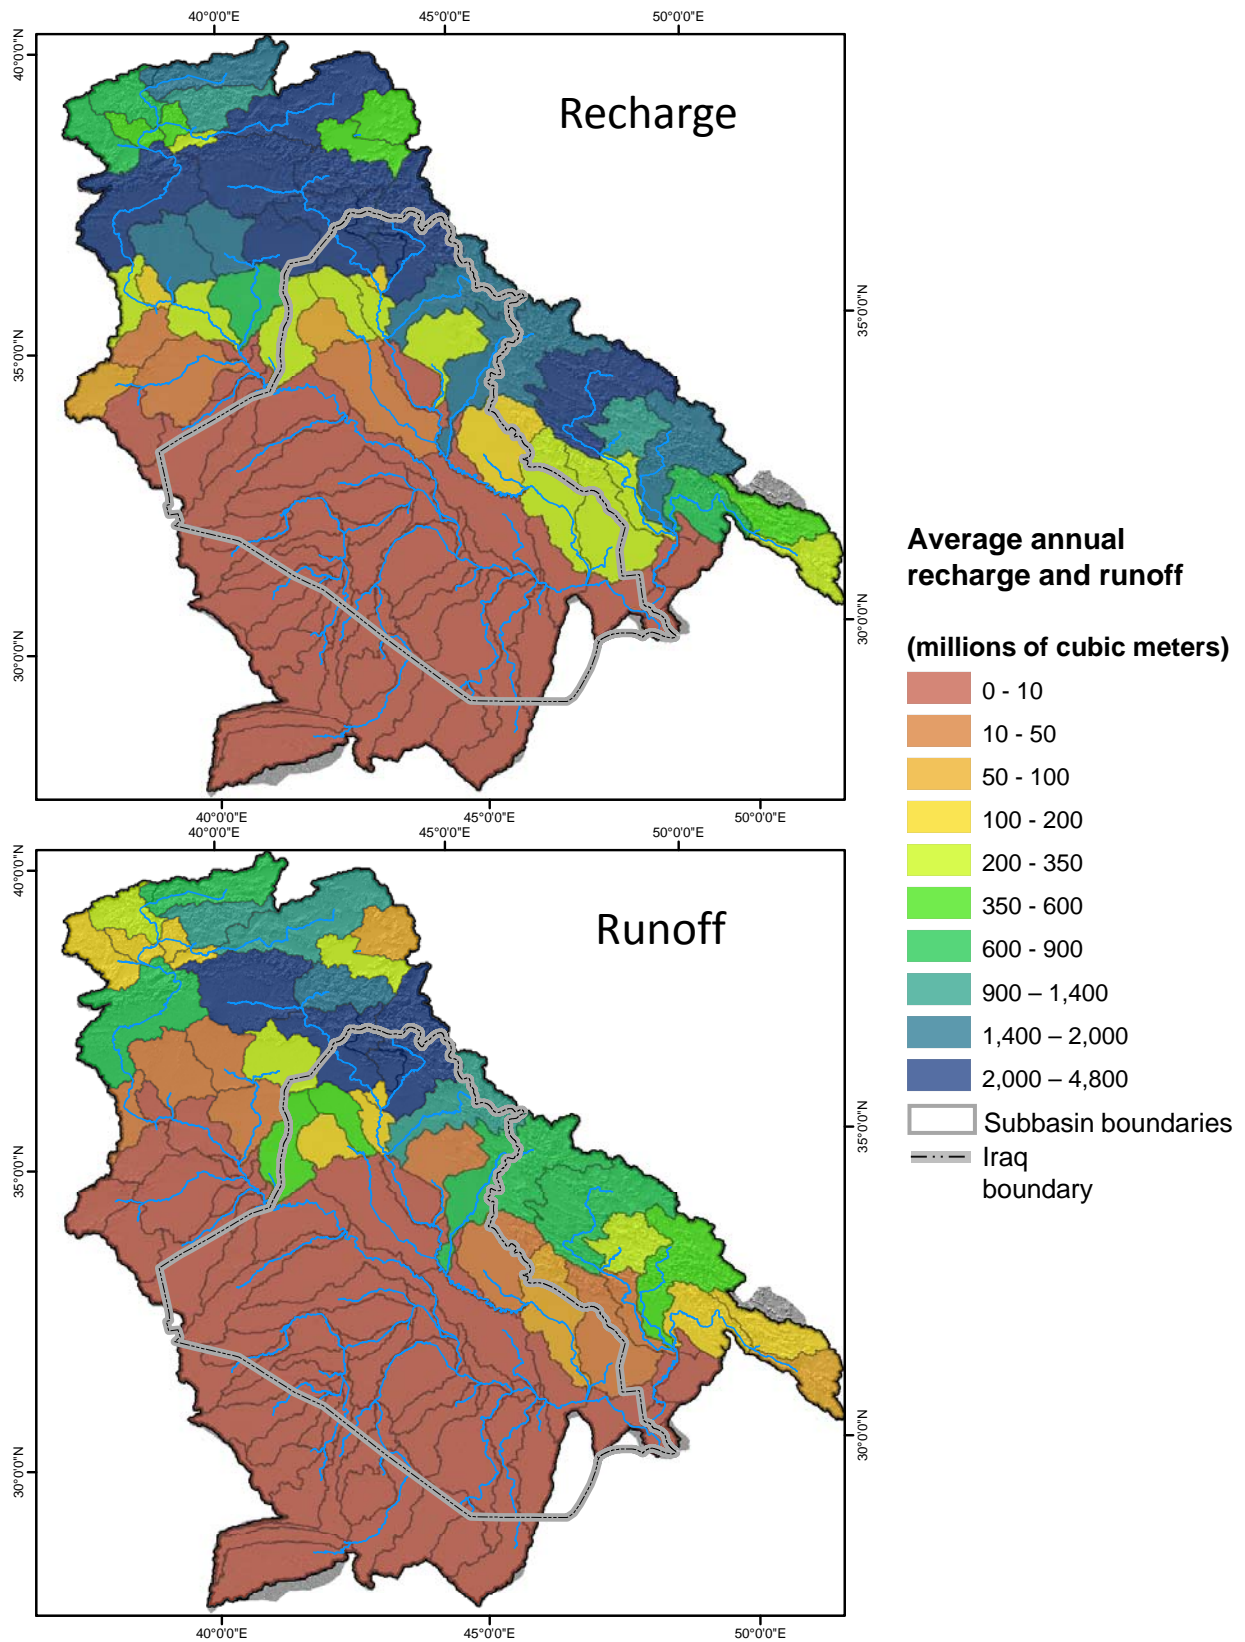 40°0'0"E 45°0'0"E 50°0'0"E
40°0'0"N
Recharge
35°0'0"N
35°0'0"N
30°0'0"N
30°0'0"N
40°0'0"E 45°0'0"E 50°0'0"E
40°0'0"E 45°0'0"E 50°0'0"E
40°0'0"N
Runoff
35°0'0"N
35°0'0"N
30°0'0"N
30°0'0"N
40°0'0"E 45°0'0"E 50°0'0"E
Average annual
recharge and runoff
(millions of cubic meters)
0 - 10
10 - 50
50 - 100
100 - 200
200 - 350
350 - 600
600 - 900
900 – 1,400
1,400 – 2,000
2,000 – 4,800
Subbasin boundaries
Iraq
boundary